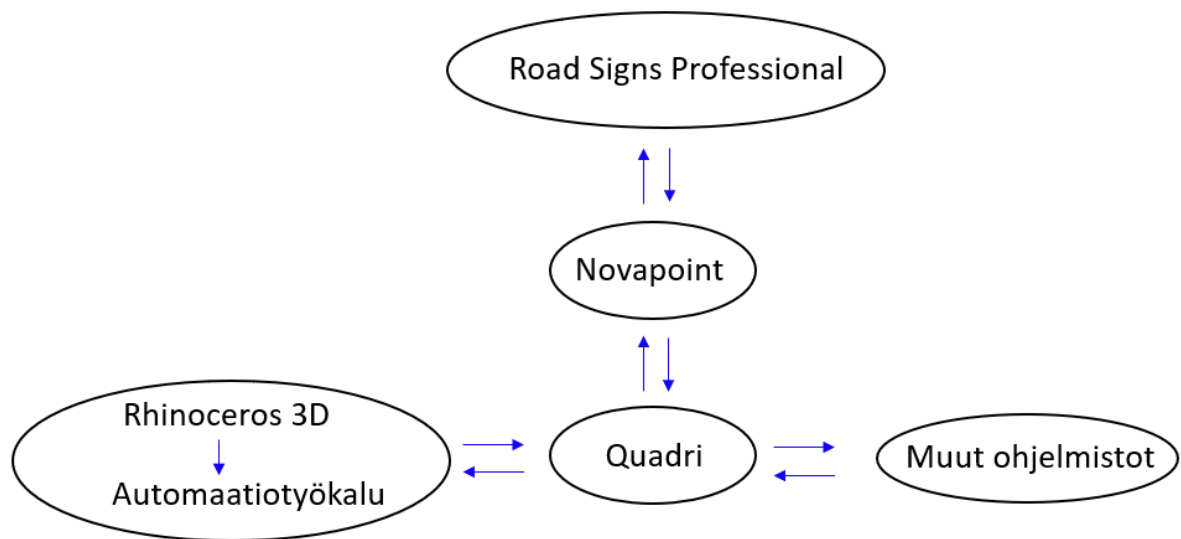 Road Signs Professional
Novapoint
Rhinoceros 3D
Automaatiotyökalu
Quadri
Muut ohjelmistot